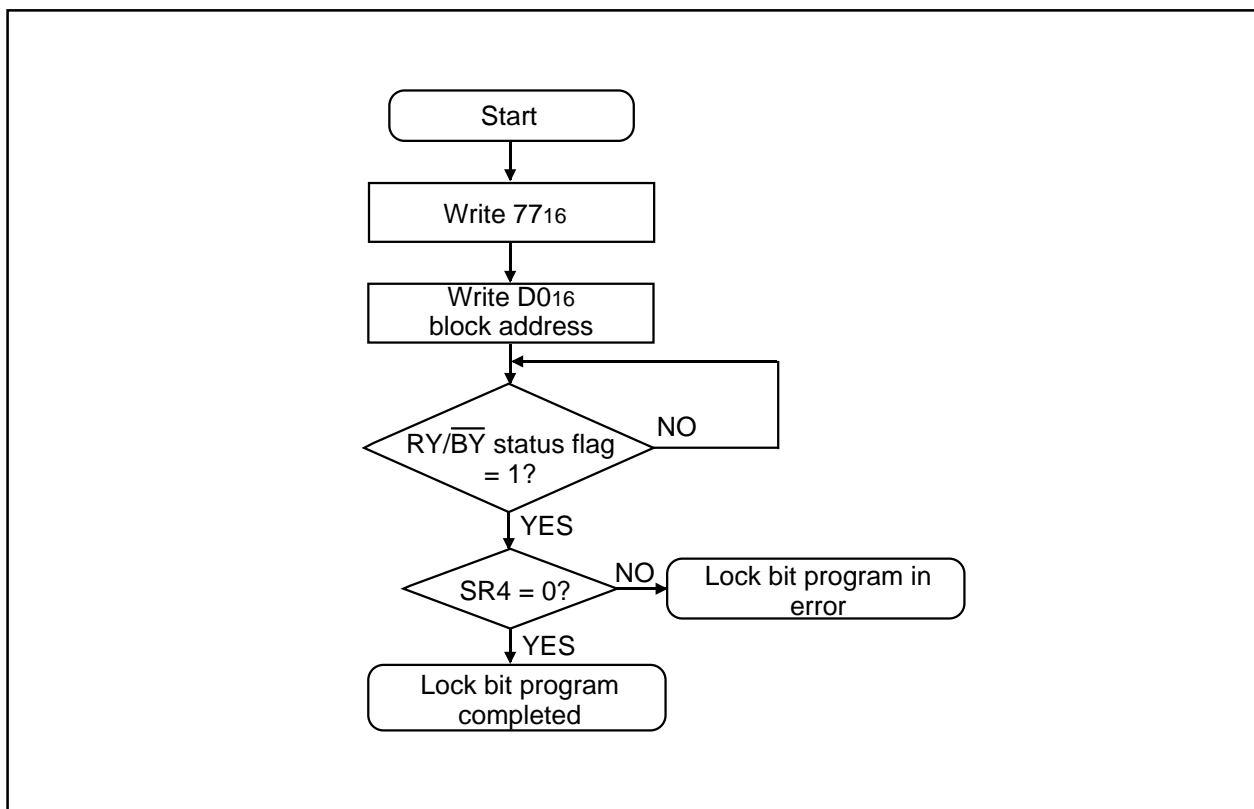 Start
Write 7716
Write D016
block address
NO
RY/B̅Y̅ status flag
= 1?
YES
SR4 = 0?
NO
Lock bit program in
error
YES
Lock bit program
completed